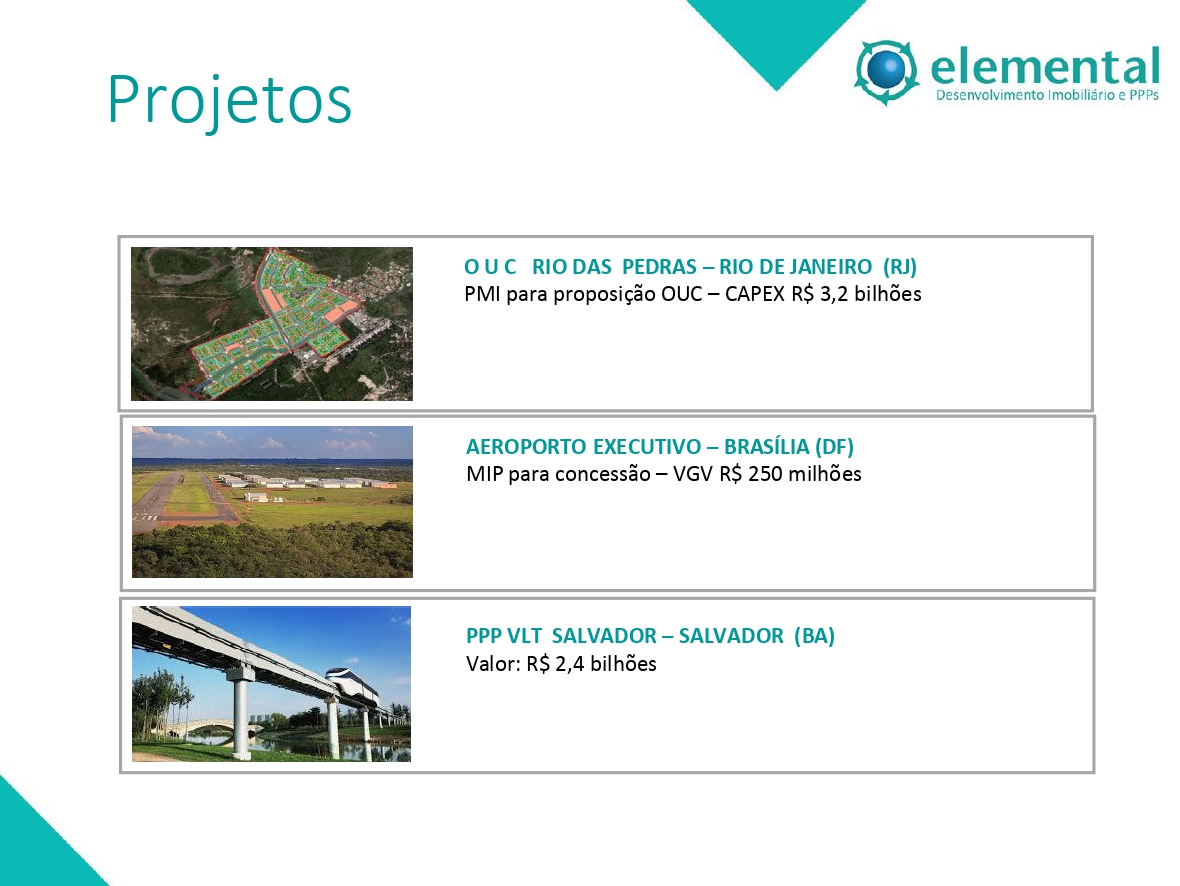 Projetos
elemental
Desenvolvimento Imobiliário e PPPs
O U C RIO DAS PEDRAS – RIO DE JANEIRO (RJ)
PMI para proposição OUC – CAPEX R$ 3,2 bilhões
AEROPORTO EXECUTIVO – BRASÍLIA (DF)
MIP para concessão – VGV R$ 250 milhões
PPP VLT SALVADOR – SALVADOR (BA)
Valor: R$ 2,4 bilhões